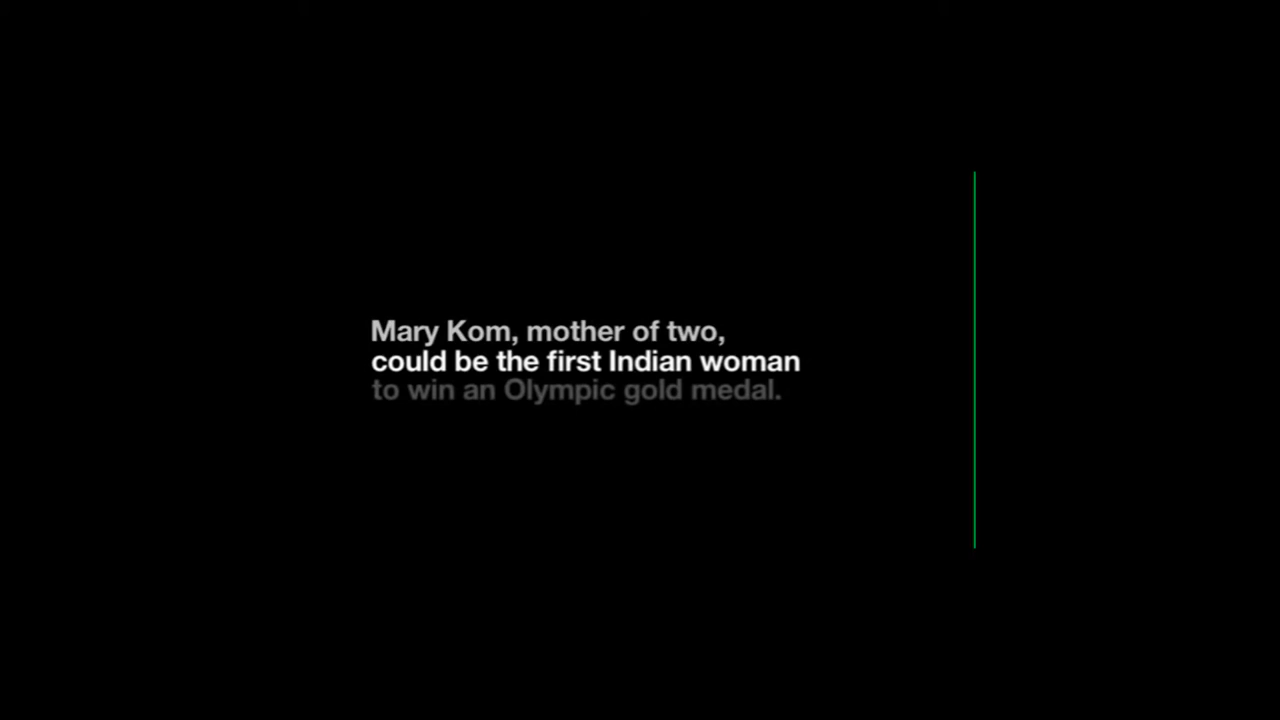 Mary Kom, mother of two,
could be the first Indian woman
to win an Olympic gold medal.